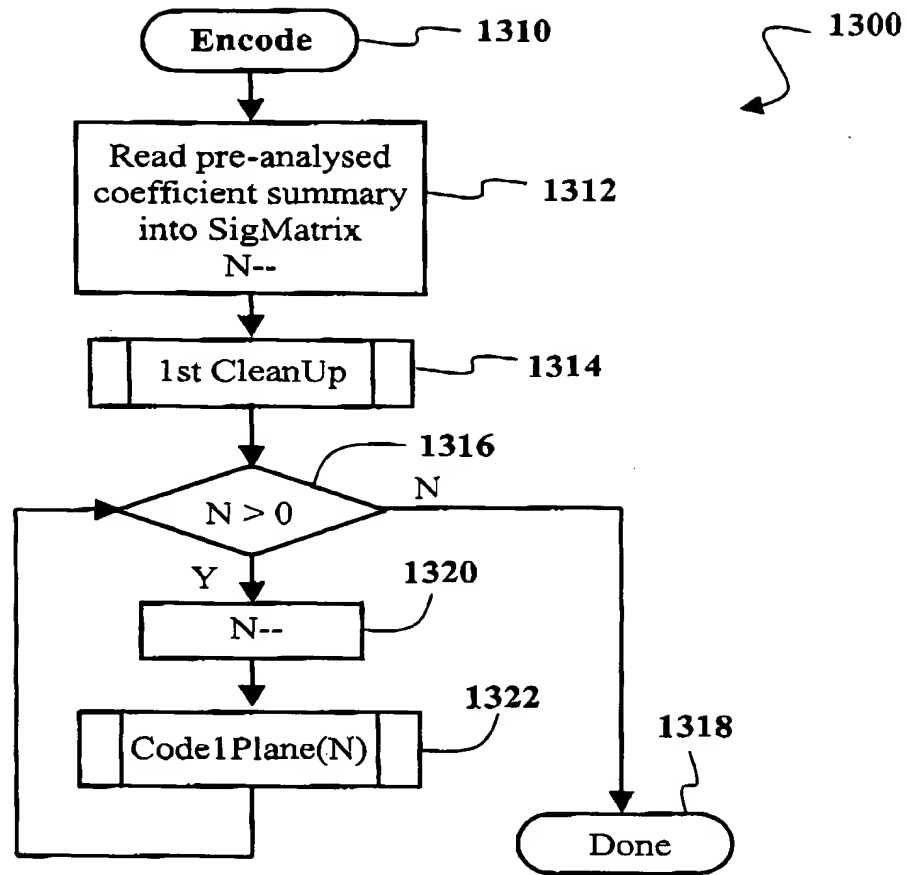 Encode
1310
1300
Read pre-analysed
coefficient summary
into SigMatrix
N--
1312
1st CleanUp
1314
1316
N > 0
N
Y
1320
N--
1322
Code1Plane(N)
1318
Done